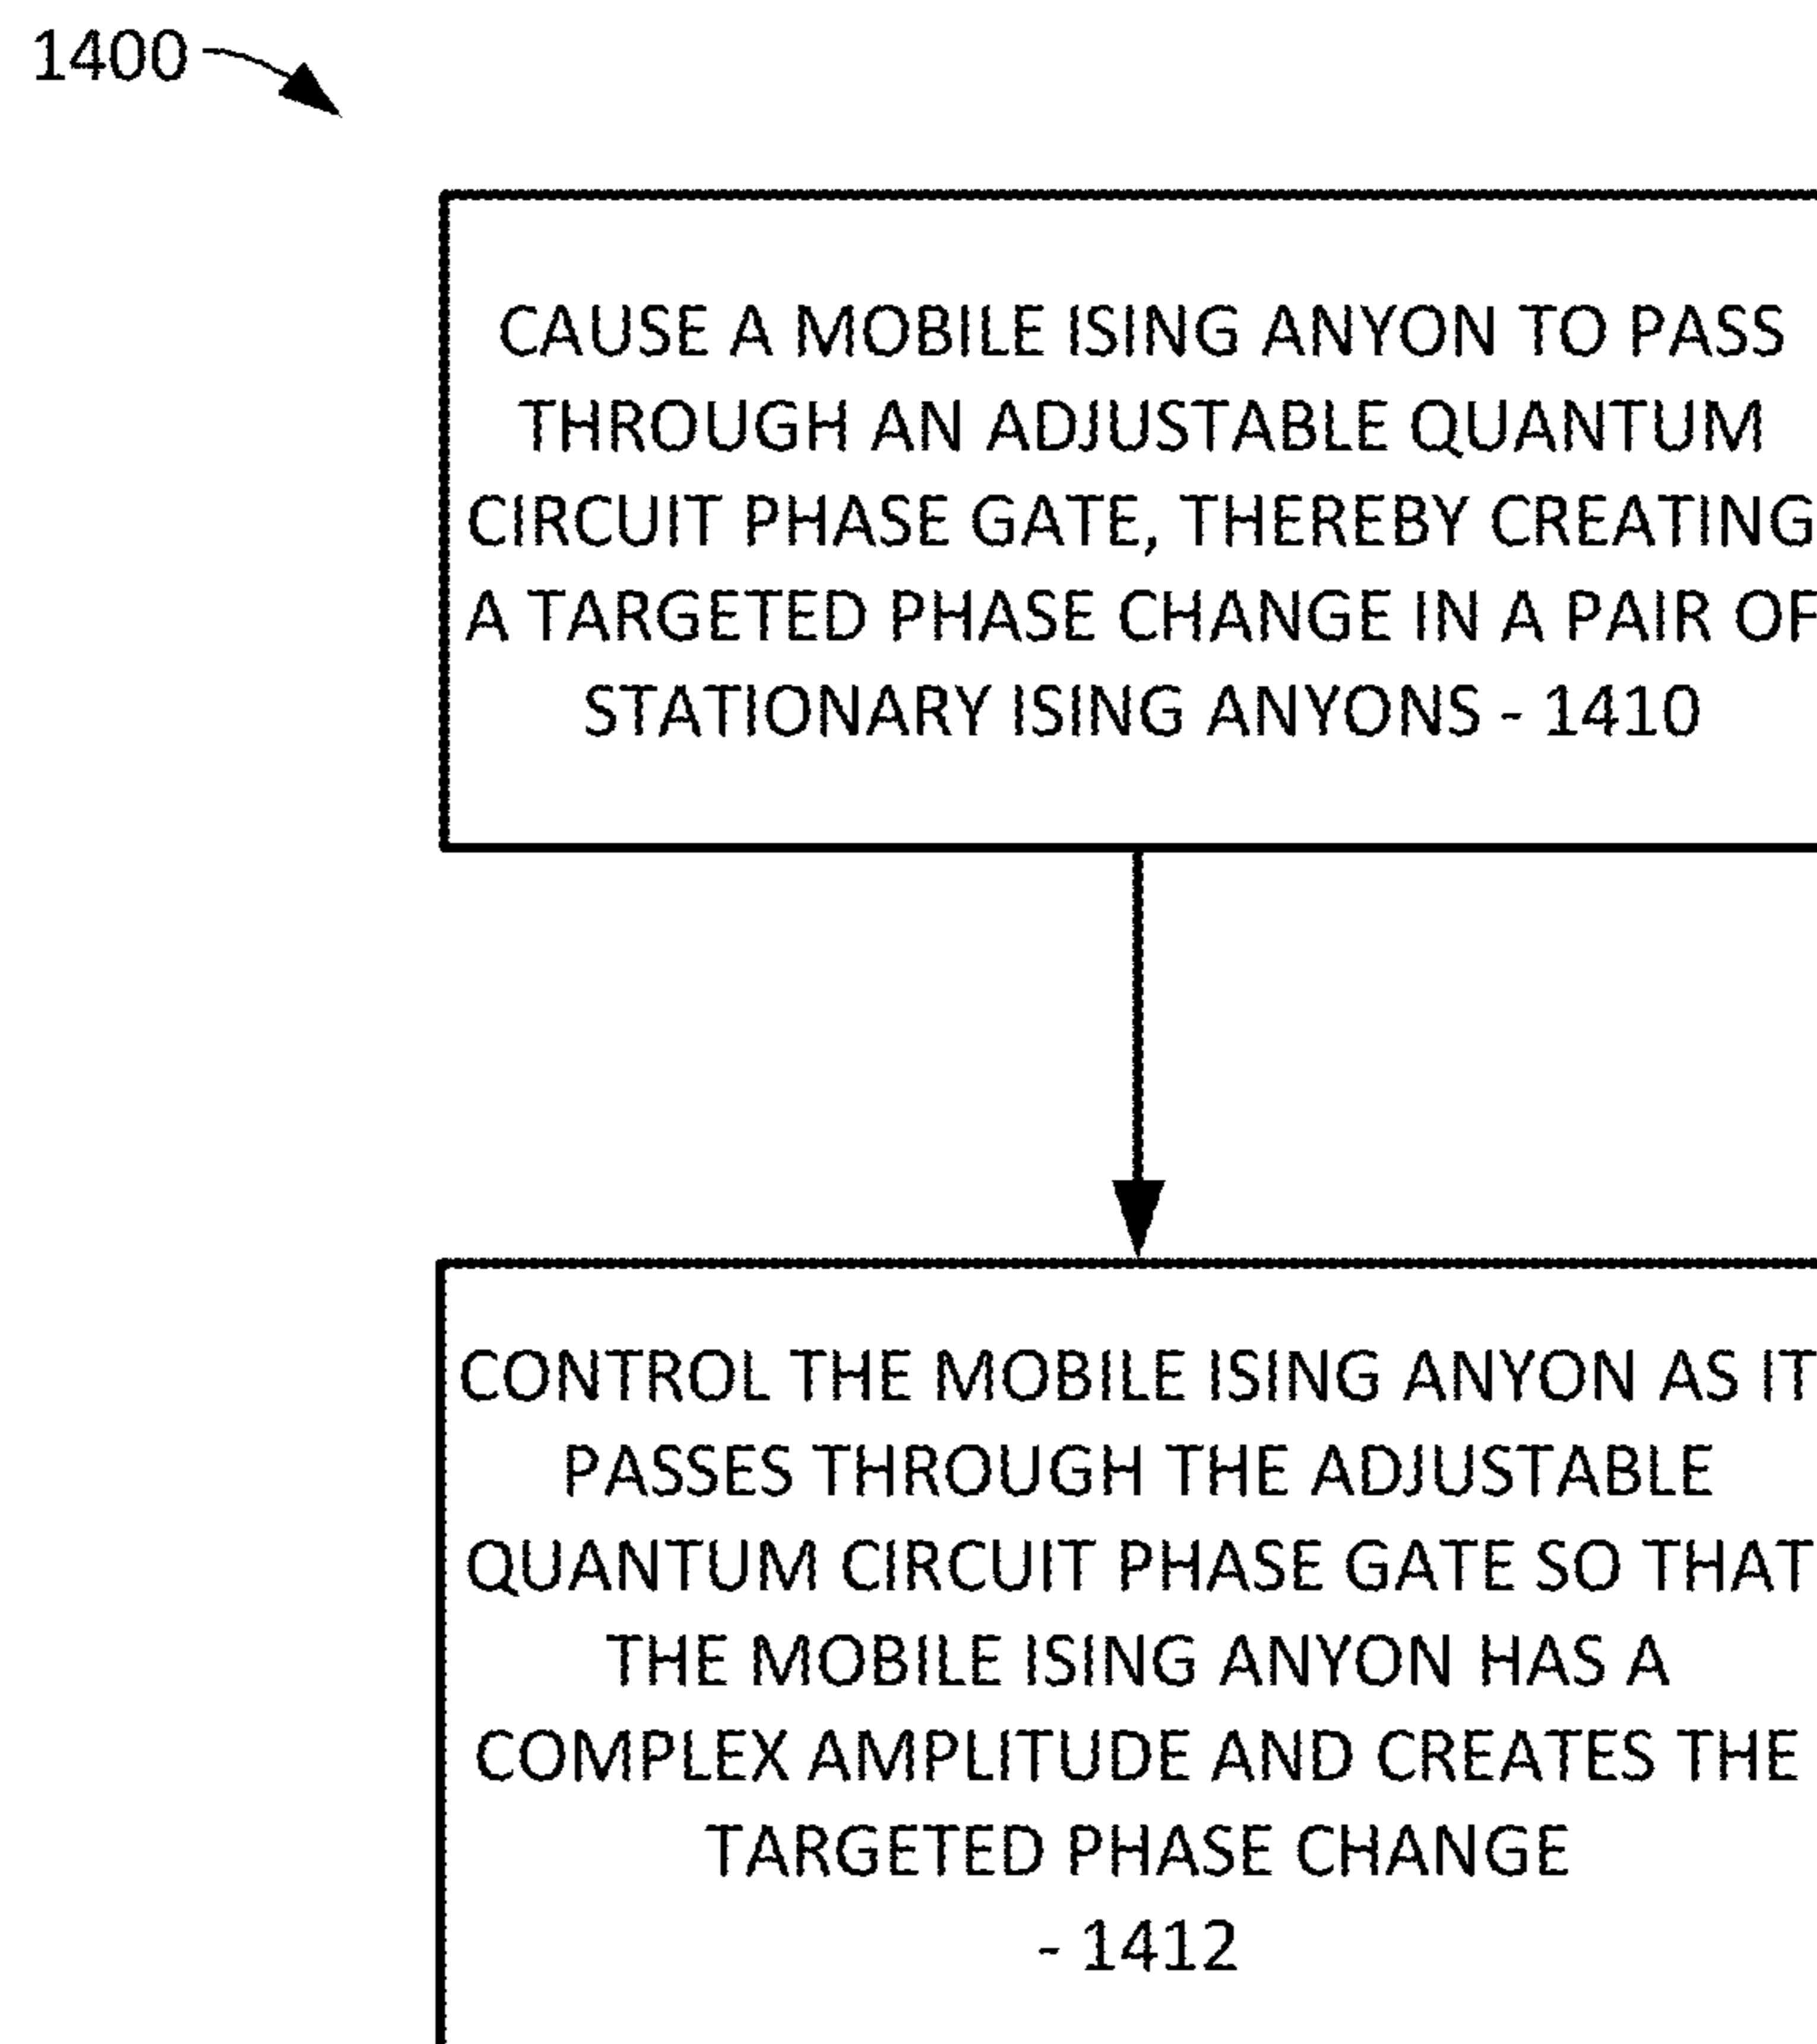 1400
CAUSE A MOBILE ISING ANYON TO PASS
THROUGH AN ADJUSTABLE QUANTUM
CIRCUIT PHASE GATE, THEREBY CREATING
A TARGETED PHASE CHANGE IN A PAIR OF
STATIONARY ISING ANYONS - 1410
CONTROL THE MOBILE ISING ANYON AS IT
PASSES THROUGH THE ADJUSTABLE
QUANTUM CIRCUIT PHASE GATE SO THAT
THE MOBILE ISING ANYON HAS A
COMPLEX AMPLITUDE AND CREATES THE
TARGETED PHASE CHANGE
- 1412